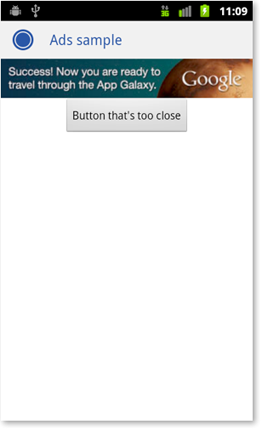 3G 11:09
Ads sample
Success! Now you are ready to
travel through the App Galaxy.
Google
Button that's too close